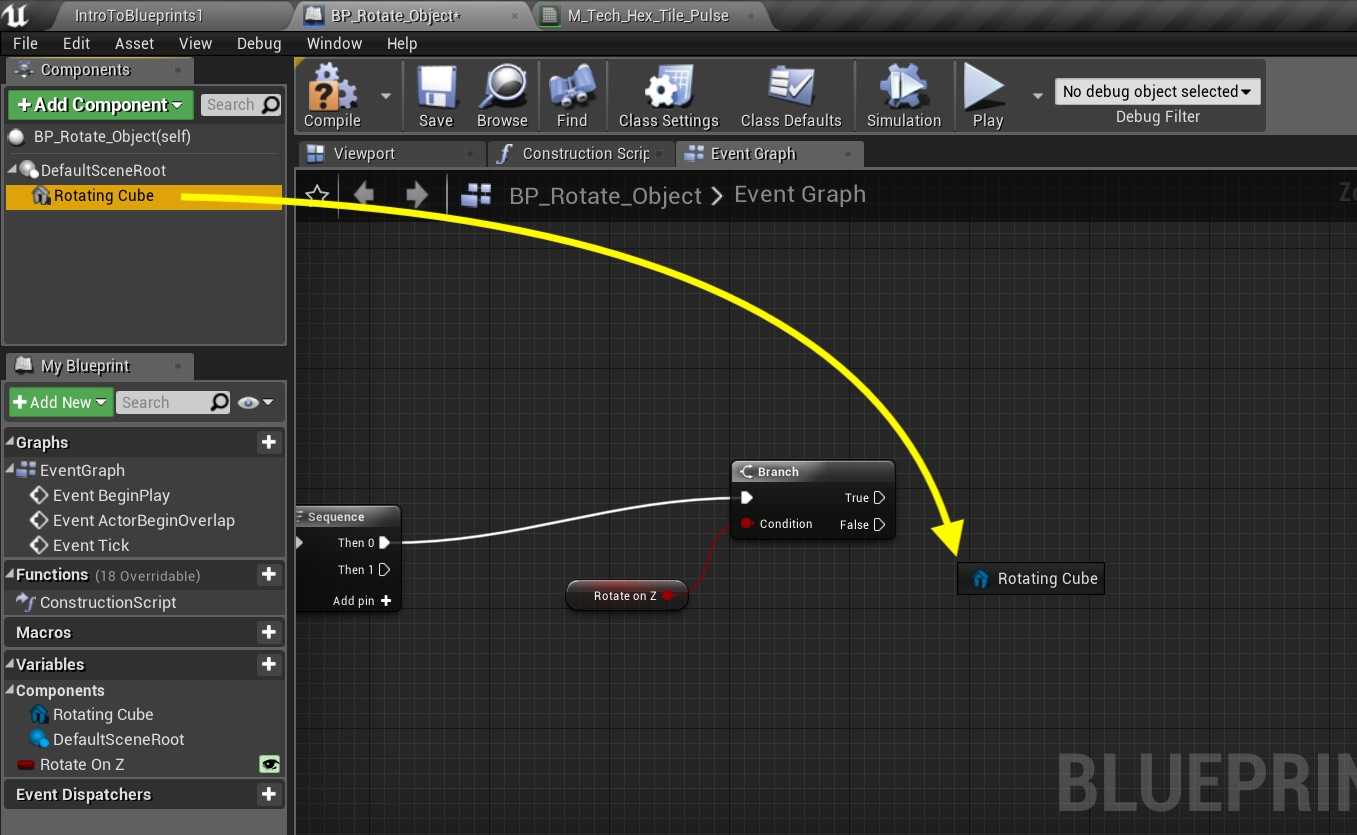 IntroToBlueprints1
BP_Rotate_Object*
M_Tech_Hex_Tile_Pulse
File Edit Asset View Debug Window Help
Components
+Add Component
Search
BP_Rotate_Object(self)
DefaultSceneRoot
Rotating Cube
Compile
Save
Browse
Find
Class Settings
Class Defaults
Simulation
Play
No debug object selected
Debug Filter
Viewport
Construction Scrip
Event Graph
BP_Rotate_Object > Event Graph
My Blueprint
+Add New
Search
Graphs
EventGraph
Event BeginPlay
Event ActorBeginOverlap
Event Tick
Functions (18 Overridable)
ConstructionScript
Macros
Variables
Components
Rotating Cube
DefaultSceneRoot
Rotate On Z
Event Dispatchers
Sequence
Then 0
Then 1
Add pin +
Rotate on Z
Branch
True
Condition
False
Rotating Cube
BLUEPRIN